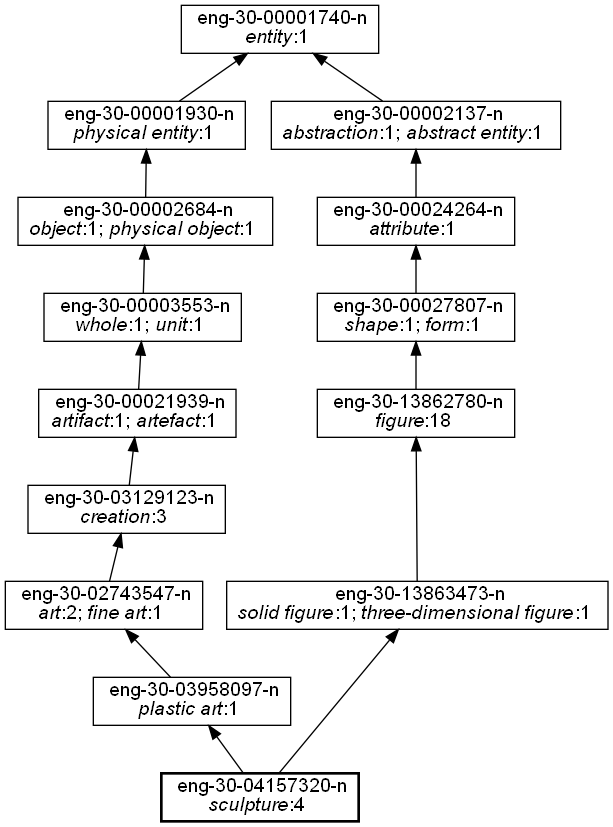 eng-30-00001740-n
entity:1
eng-30-00001930-n
physical entity:1
eng-30-00002137-n
abstraction:1; abstract entity:1
eng-30-00002684-n
object:1; physical object:1
eng-30-00024264-n
attribute:1
eng-30-00003553-n
whole:1; unit:1
eng-30-00027807-n
shape:1; form:1
eng-30-00021939-n
artifact:1; artefact:1
eng-30-13862780-n
figure:18
eng-30-03129123-n
creation:3
eng-30-02743547-n
art:2; fine art:1
eng-30-13863473-n
solid figure:1; three-dimensional figure:1
eng-30-03958097-n
plastic art:1
eng-30-04157320-n
sculpture:4